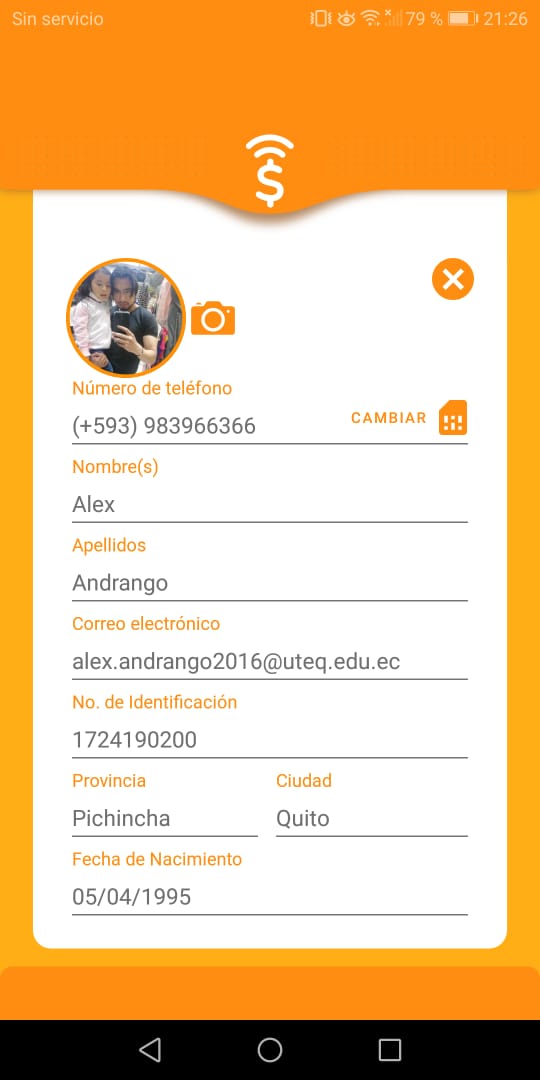 Sin servicio 79 % 21:26
$
Número de teléfono
(+593) 983966366 CAMBIAR
Nombre(s)
Alex
Apellidos
Andrango
Correo electrónico
alex.andrango2016@uteq.edu.ec
No. de Identificación
1724190200
Provincia Ciudad
Pichincha Quito
Fecha de Nacimiento
05/04/1995